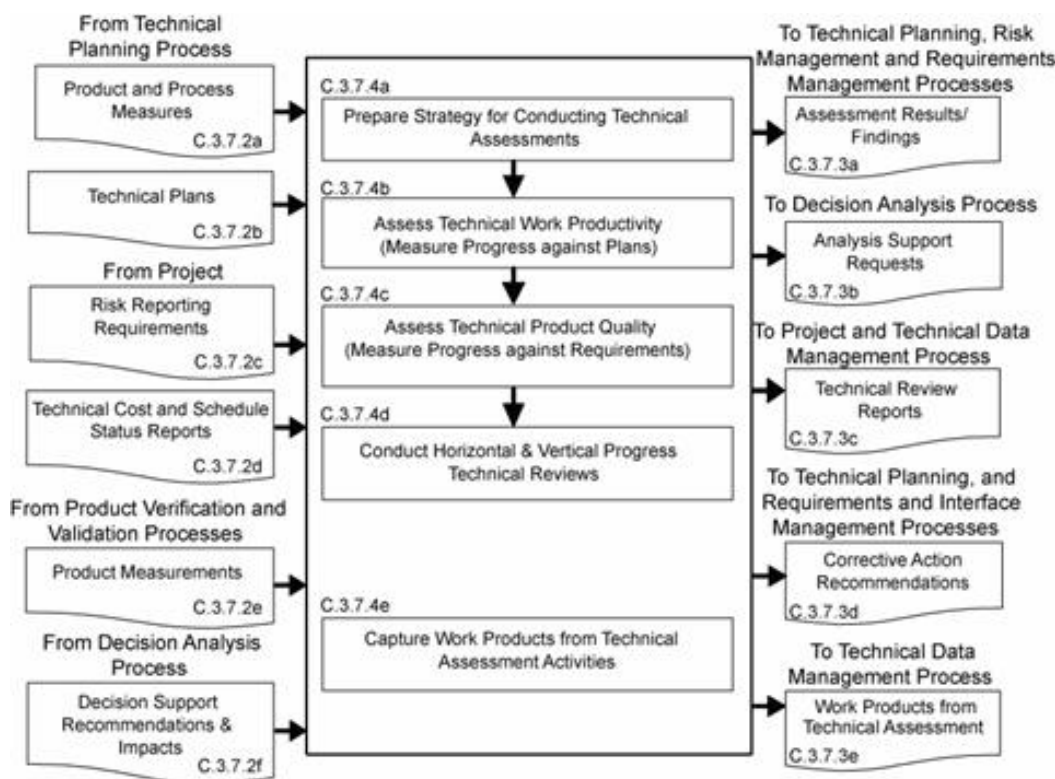 From Technical
Planning Process
Product and Process
Measures
C.3.7.2a
Technical Plans
C.3.7.2b
From Project
Risk Reporting
Requirements
C.3.7.2c
Technical Cost and Schedule
Status Reports
C.3.7.2d
From Product Verification and
Validation Processes
Product Measurements
C.3.7.2e
From Decision Analysis
Process
Decision Support
Recommendations &
Impacts
C.3.7.2f
C.3.7.4a
Prepare Strategy for Conducting Technical
Assessments
C.3.7.4b
Assess Technical Work Productivity
(Measure Progress against Plans)
C.3.7.4c
Assess Technical Product Quality
(Measure Progress against Requirements)
C.3.7.4d
Conduct Horizontal & Vertical Progress
Technical Reviews
C.3.7.4e
Capture Work Products from Technical
Assessment Activities
To Technical Planning, Risk
Management and Requirements
Management Processes
Assessment Results/
Findings
C.3.7.3a
To Decision Analysis Process
Analysis Support
Requests
C.3.7.3b
To Project and Technical Data
Management Process
Technical Review
Reports
C.3.7.3c
To Technical Planning, and
Requirements and Interface
Management Processes
Corrective Action
Recommendations
C.3.7.3d
To Technical Data
Management Process
Work Products from
Technical Assessment
C.3.7.3e